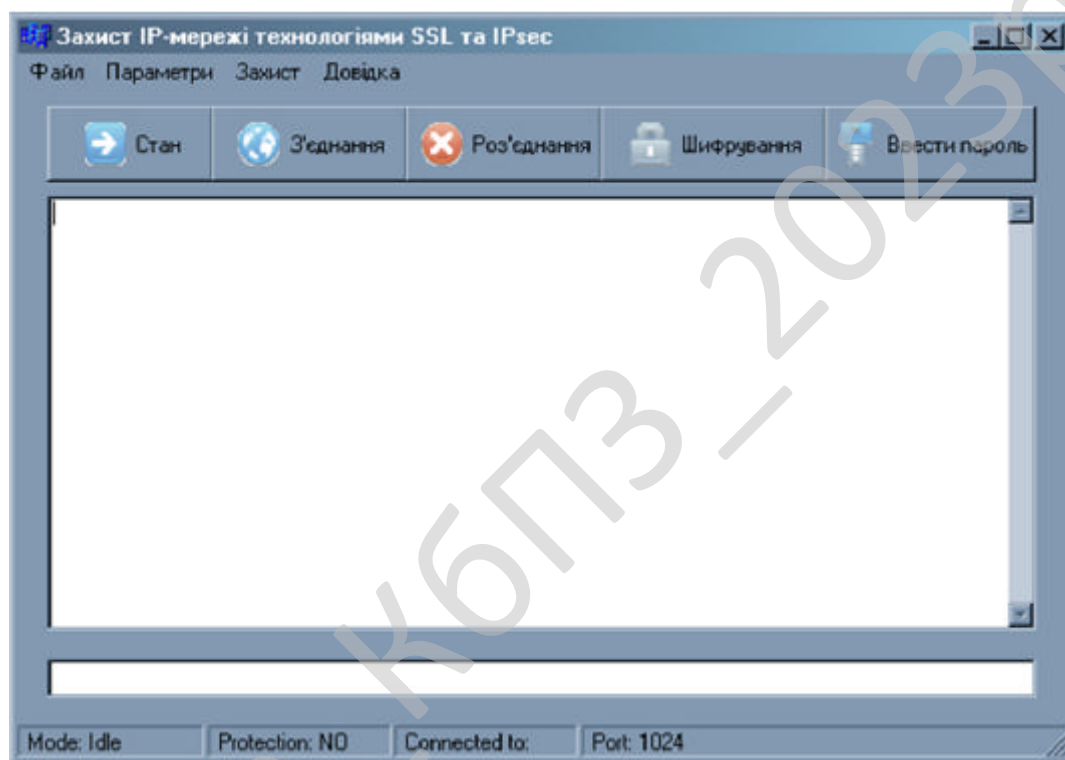 Захист IP-мережі технологіями SSL та IPsec
Файл Параметри Захист Довідка
Стан З'єднання Роз'єднання Шифрування Ввести пароль
Mode: Idle Protection: NO Connected to: Port: 1024
КбПЗ_2023